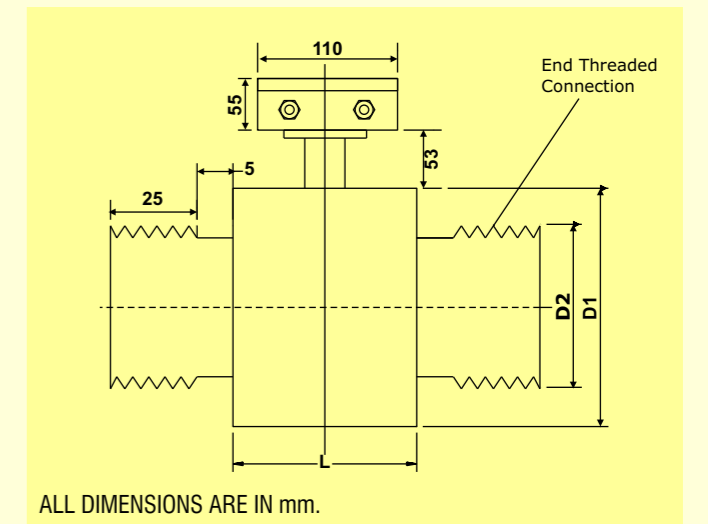 110
End Threaded
Connection
55
53
5
25
D2
D1
L
ALL DIMENSIONS ARE IN mm.